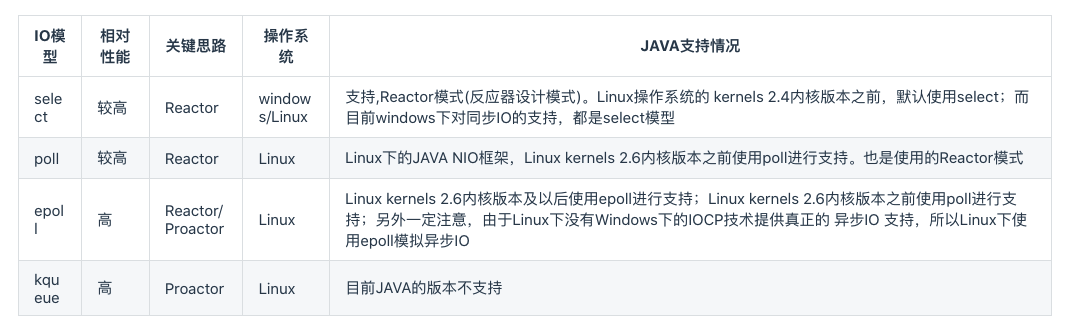 IO模
型
相对
性能
关键思路
操作系
统
JAVA支持情况
sele
ct
较高
Reactor
window
s/Linux
支持,Reactor模式(反应器设计模式)。Linux操作系统的 kernels 2.4内核版本之前，默认使用select；而
目前windows下对同步IO的支持，都是select模型
poll
较高
Reactor
Linux
Linux下的JAVA NIO框架，Linux kernels 2.6内核版本之前使用poll进行支持。也是使用的Reactor模式
epol
l
高
Reactor/
Proactor
Linux
Linux kernels 2.6内核版本及以后使用epoll进行支持；Linux kernels 2.6内核版本之前使用poll进行支
持；另外一定注意，由于Linux下没有Windows下的IOCP技术提供真正的 异步IO 支持，所以Linux下使
用epoll模拟异步IO
kqu
eue
高
Proactor
Linux
目前JAVA的版本不支持